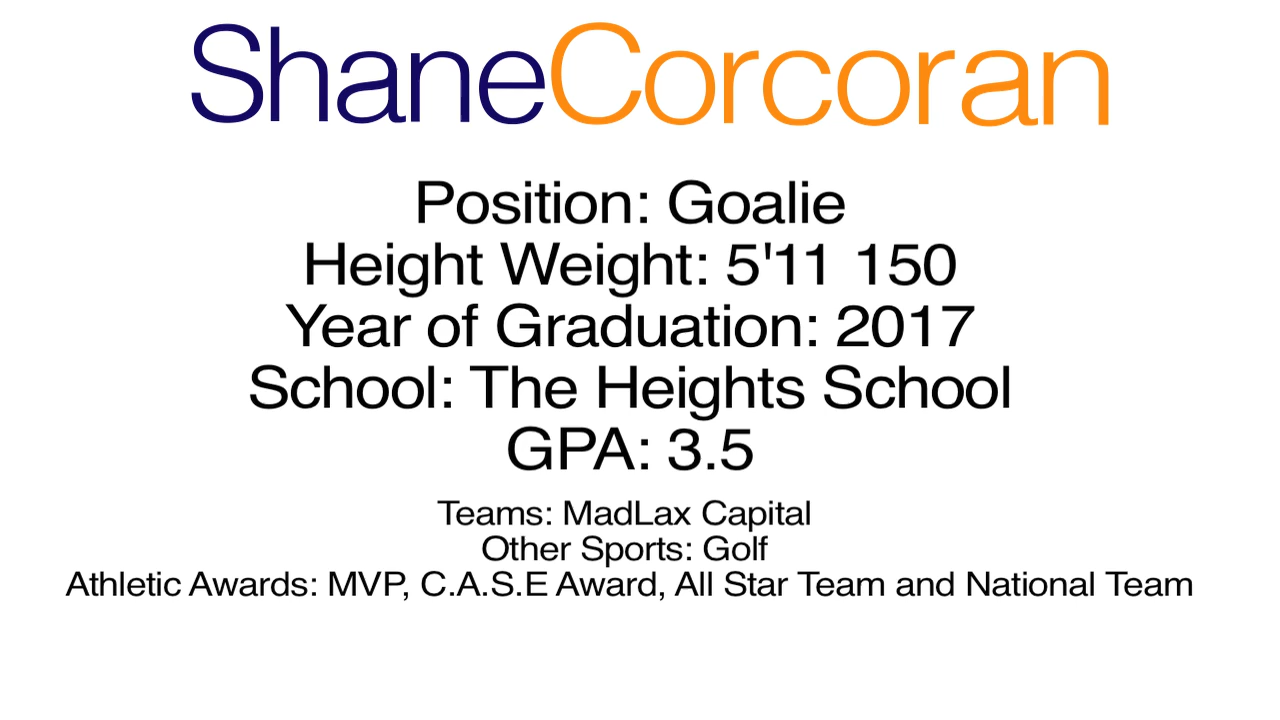 ShaneCorcoran
Position: Goalie
Height Weight: 5'11 150
Year of Graduation: 2017
School: The Heights School
GPA: 3.5
Teams: MadLax Capital
Other Sports: Golf
Athletic Awards: MVP, C.A.S.E Award, All Star Team and National Team